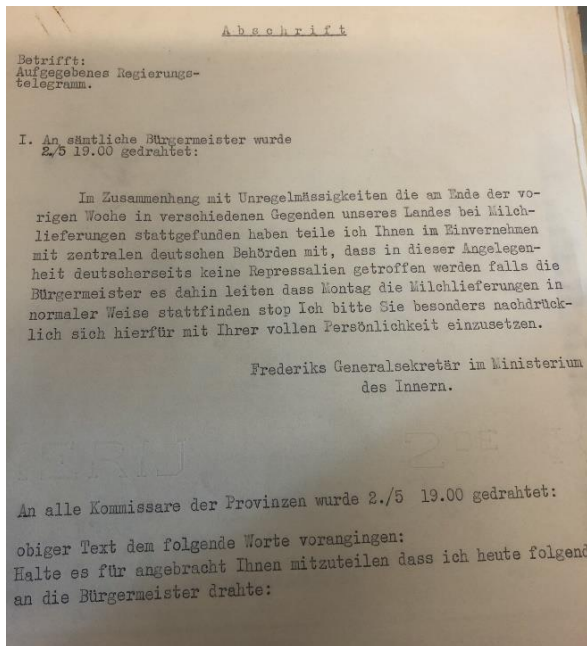 Abschrift
Betrifft:
Aufgegebenes Regierungs-
telegramm.
I. An sämtliche Bürgermeister wurde
2./5 19.00 gedrahtet:
Im Zusammenhang mit Unregelmässigkeiten die am Ende der vo-
rigen Woche in verschiedenen Gegenden unseres Landes bei Milch-
lieferungen stattgefunden haben teile ich Ihnen im Einvernehmen
mit zentralen deutschen Behörden mit, dass in dieser Angelegen-
heit deutscherseits keine Repressalien getroffen werden falls die
Bürgermeister es dahin leiten dass Montag die Milchlieferungen in
normaler Weise stattfinden stop Ich bitte Sie besonders nachdrück-
lich sich hierfür mit Ihrer vollen Persönlichkeit einzusetzen.
Frederiks Generalsekretär im Ministerium
des Innern.
2DE
An alle Kommissare der Provinzen wurde 2./5 19.00 gedrahtet:
obiger Text dem folgende Worte vorangingen:
Halte es für angebracht Ihnen mitzuteilen dass ich heute folgend
an die Bürgermeister drahte: